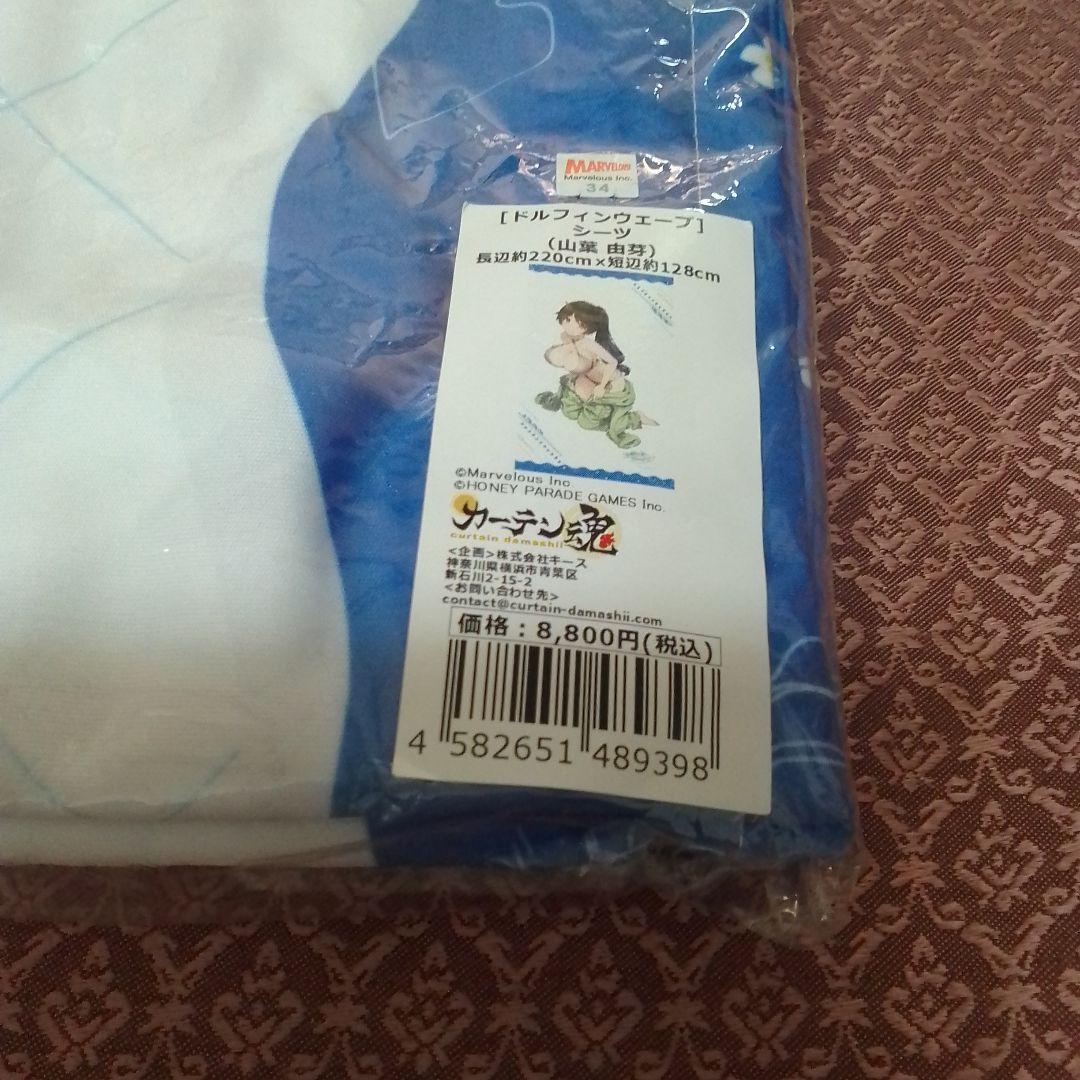 MARVELOUS!
Marvelous Inc.
34
[ドルフィンウェーブ]
シーツ
(山葉 由芽)
長辺約220cm×短辺約128cm
©Marvelous Inc.
©HONEY PARADE GAMES Inc.
カーテン魂
curtain damashii
<企画>株式会社キース
神奈川県横浜市青葉区
新石川2-15-2
<お問い合わせ先>
contact@curtain-damashii.com
価格：8,800円(税込)
4 582651 489398